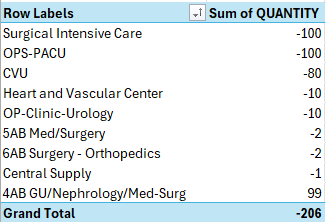 Row Labels Sum of QUANTITY
Surgical Intensive Care -100
OPS-PACU -100
CVU -80
Heart and Vascular Center -10
OP-Clinic-Urology -10
5AB Med/Surgery -2
6AB Surgery - Orthopedics -2
Central Supply -1
4AB GU/Nephrology/Med-Surg 99
Grand Total -206